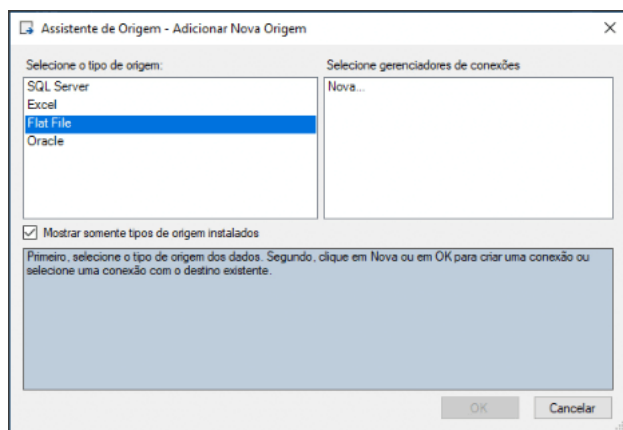 Assistente de Origem - Adicionar Nova Origem
Selecione o tipo de origem:
Selecione gerenciadores de conexões
SQL Server
Excel
Flat File
Oracle
Nova...
Mostrar somente tipos de origem instalados
Primeiro, selecione o tipo de origem dos dados. Segundo, clique em Nova ou em OK para criar uma conexão ou
selecione uma conexão com o destino existente.
OK
Cancelar